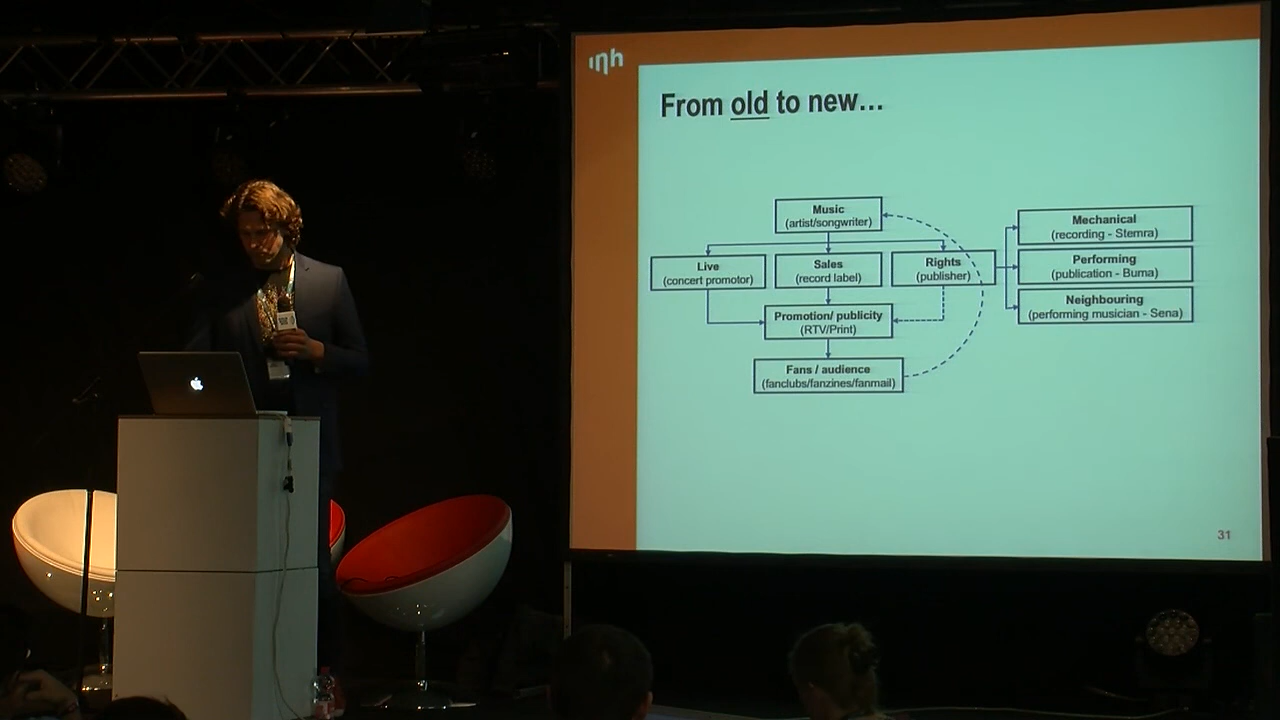 From old to new...
Music
(artist/songwriter)
Live
(concert promotor)
Sales
(record label)
Rights
(publisher)
Mechanical
(recording - Stemra)
Performing
(publication - Buma)
Neighbouring
(performing musician - Sena)
Promotion/ publicity
(RTV/Print)
Fans / audience
(fanclubs/fanzines/fanmail)
31